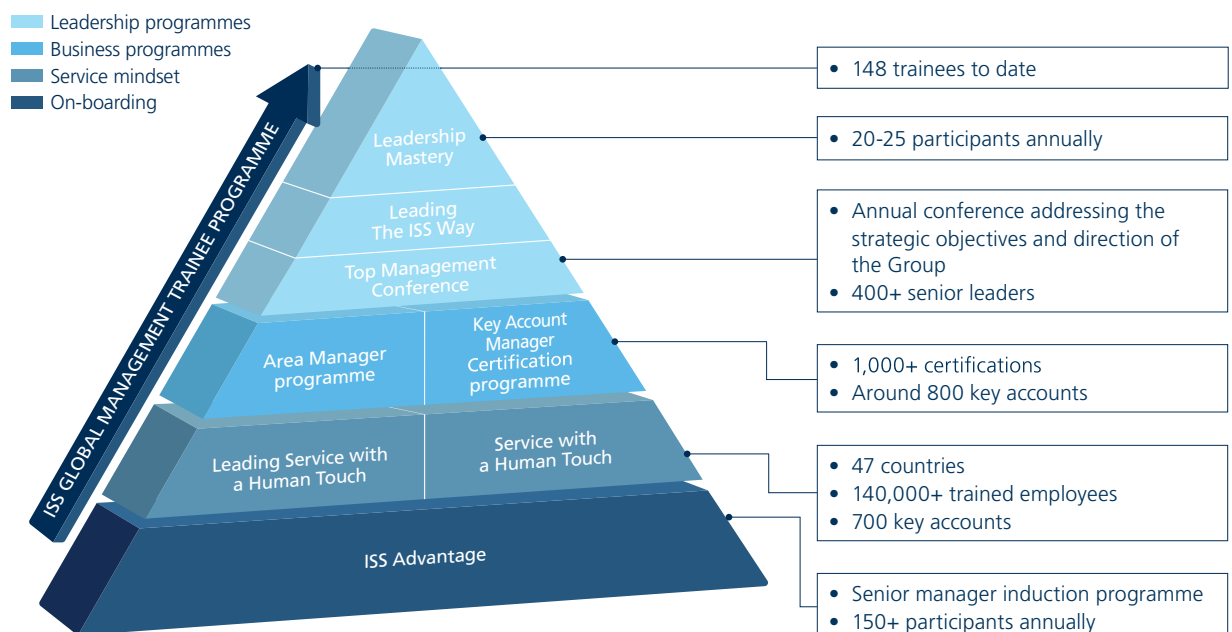 Leadership programmes
Business programmes
Service mindset
On-boarding
ISS GLOBAL MANAGEMENT TRAINEE PROGRAMME
Leadership
Mastery
Leading
The ISS Way
Top Management
Conference
Area Manager
programme
Key Account
Manager
Certification
programme
Leading Service with
a Human Touch
Service with
a Human Touch
ISS Advantage
• 148 trainees to date
• 20-25 participants annually
• Annual conference addressing the
strategic objectives and direction of
the Group
• 400+ senior leaders
• 1,000+ certifications
• Around 800 key accounts
• 47 countries
• 140,000+ trained employees
• 700 key accounts
• Senior manager induction programme
• 150+ participants annually